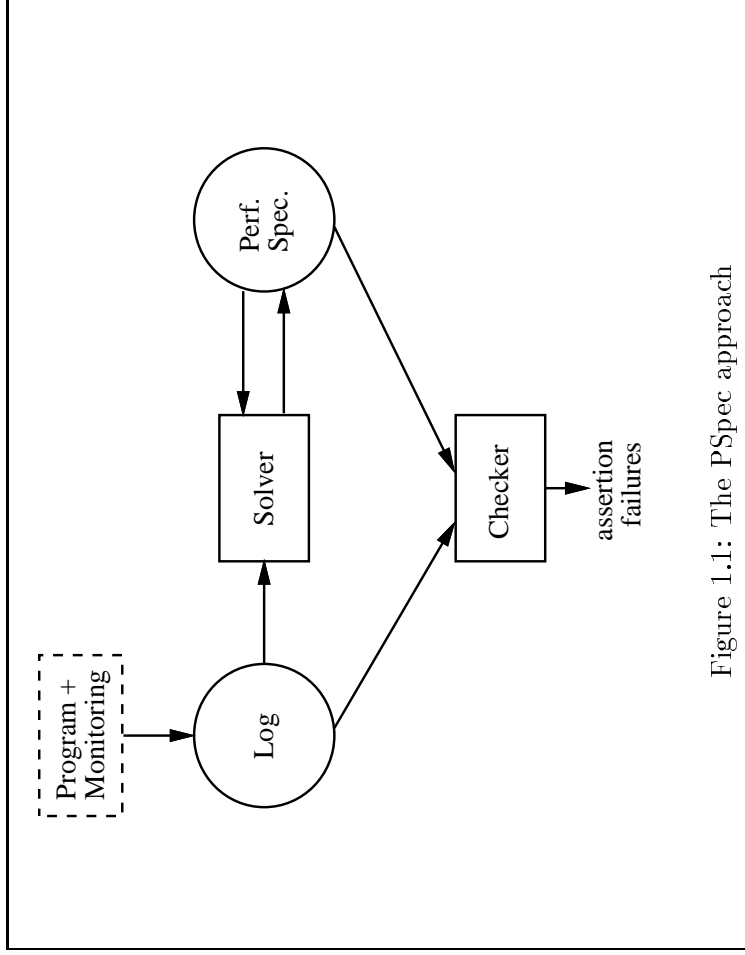 Program +
Monitoring
Log
Solver
Perf.
Spec.
Checker
assertion
failures
Figure 1.1: The PSpec approach